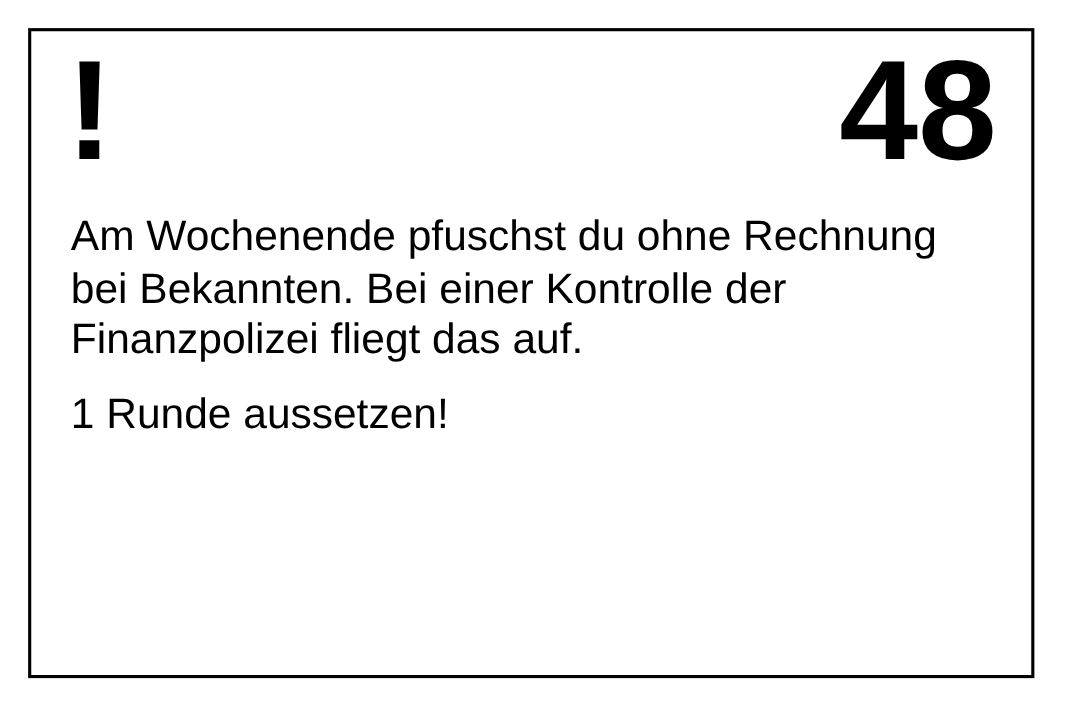 ! 48
Am Wochenende pfuschst du ohne Rechnung
bei Bekannten. Bei einer Kontrolle der
Finanzpolizei fliegt das auf.
1 Runde aussetzen!